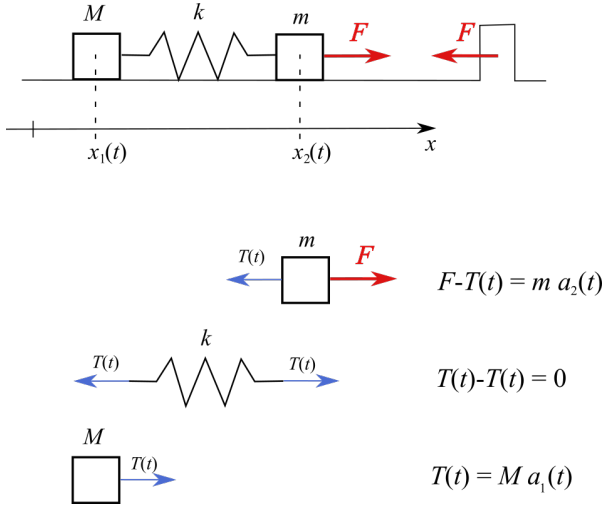 M k m F F
x₁(t) x₂(t) x
m
T(t) F
F-T(t) = m a₂(t)
k
T(t) T(t)
T(t)-T(t) = 0
M
T(t)
T(t) = M a₁(t)